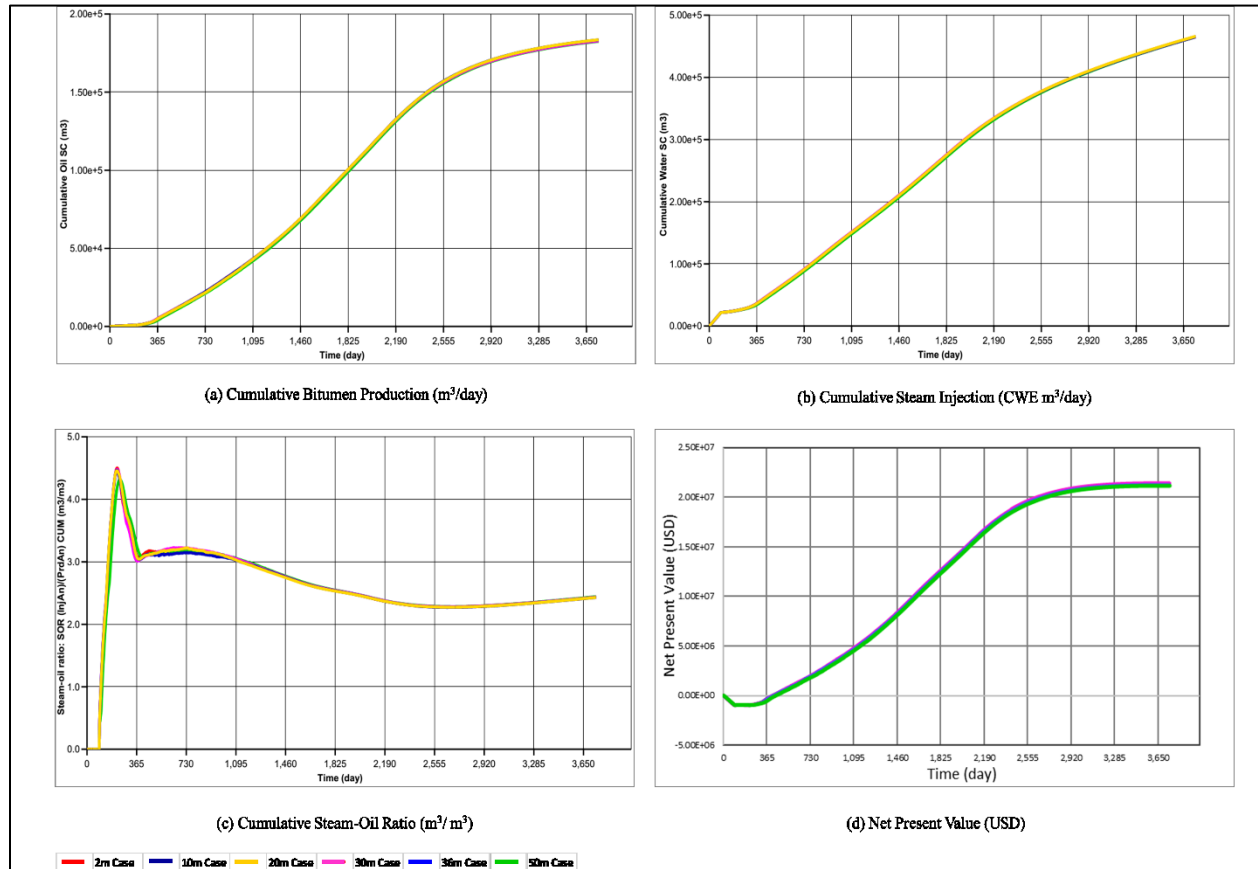 2.00e+5
1.50e+5
1.00e+5
5.00e+4
0.00e+0
Cumulative Oil SC (m3)
0 365 730 1,095 1,460 1,825 2,190 2,555 2,920 3,285 3,650
Time (day)
(a) Cumulative Bitumen Production (m³/day)
5.00e+5
4.00e+5
3.00e+5
2.00e+5
1.00e+5
0.00e+0
Cumulative Water SC (m3)
0 365 730 1,095 1,460 1,825 2,190 2,555 2,920 3,285 3,650
Time (day)
(b) Cumulative Steam Injection (CWE m³/day)
5.0
4.0
3.0
2.0
1.0
0.0
Steam-oil ratio: SOR (InjAn)/(PrdAn) CUM (m3/m3)
0 365 730 1,095 1,460 1,825 2,190 2,555 2,920 3,285 3,650
Time (day)
(c) Cumulative Steam-Oil Ratio (m³/ m³)
2.50E+07
2.00E+07
1.50E+07
1.00E+07
5.00E+06
0.00E+00
-5.00E+06
Net Present Value (USD)
0 365 730 1,095 1,460 1,825 2,190 2,555 2,920 3,285 3,650
Time (day)
(d) Net Present Value (USD)
2m Case 10m Case 20m Case 30m Case 36m Case 50m Case